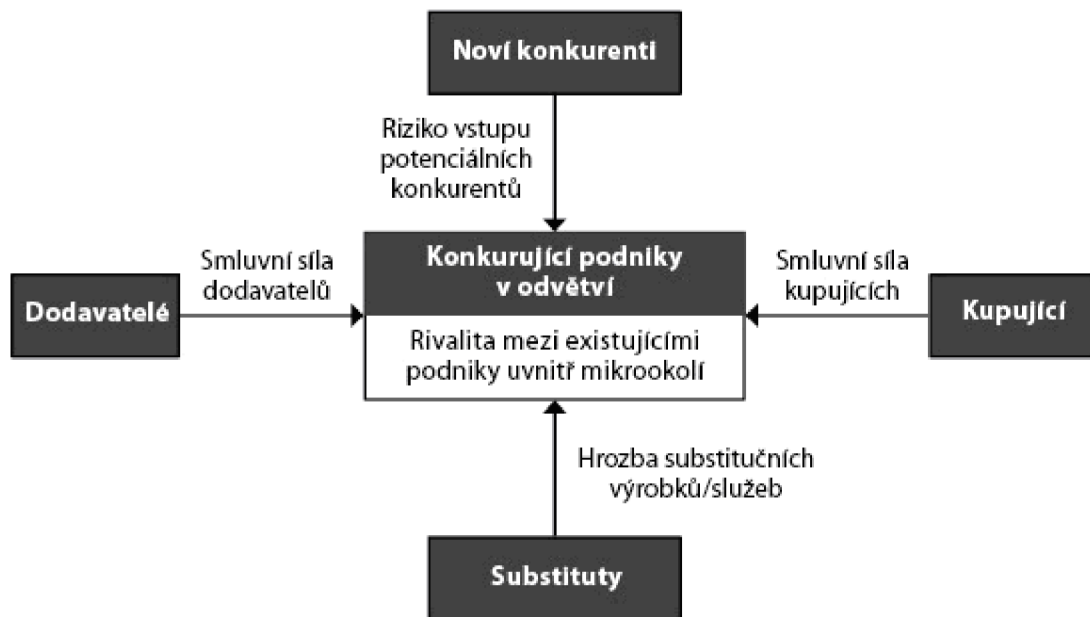 Noví konkurenti
Riziko vstupu
potenciálních
konkurentů
Smluvní síla
dodavatelů
Dodavatelé
Konkurující podniky
v odvětví
Rivalita mezi existujícími
podniky uvnitř mikrookolí
Smluvní síla
kupujících
Kupující
Hrozba substitučních
výrobků/služeb
Substituty